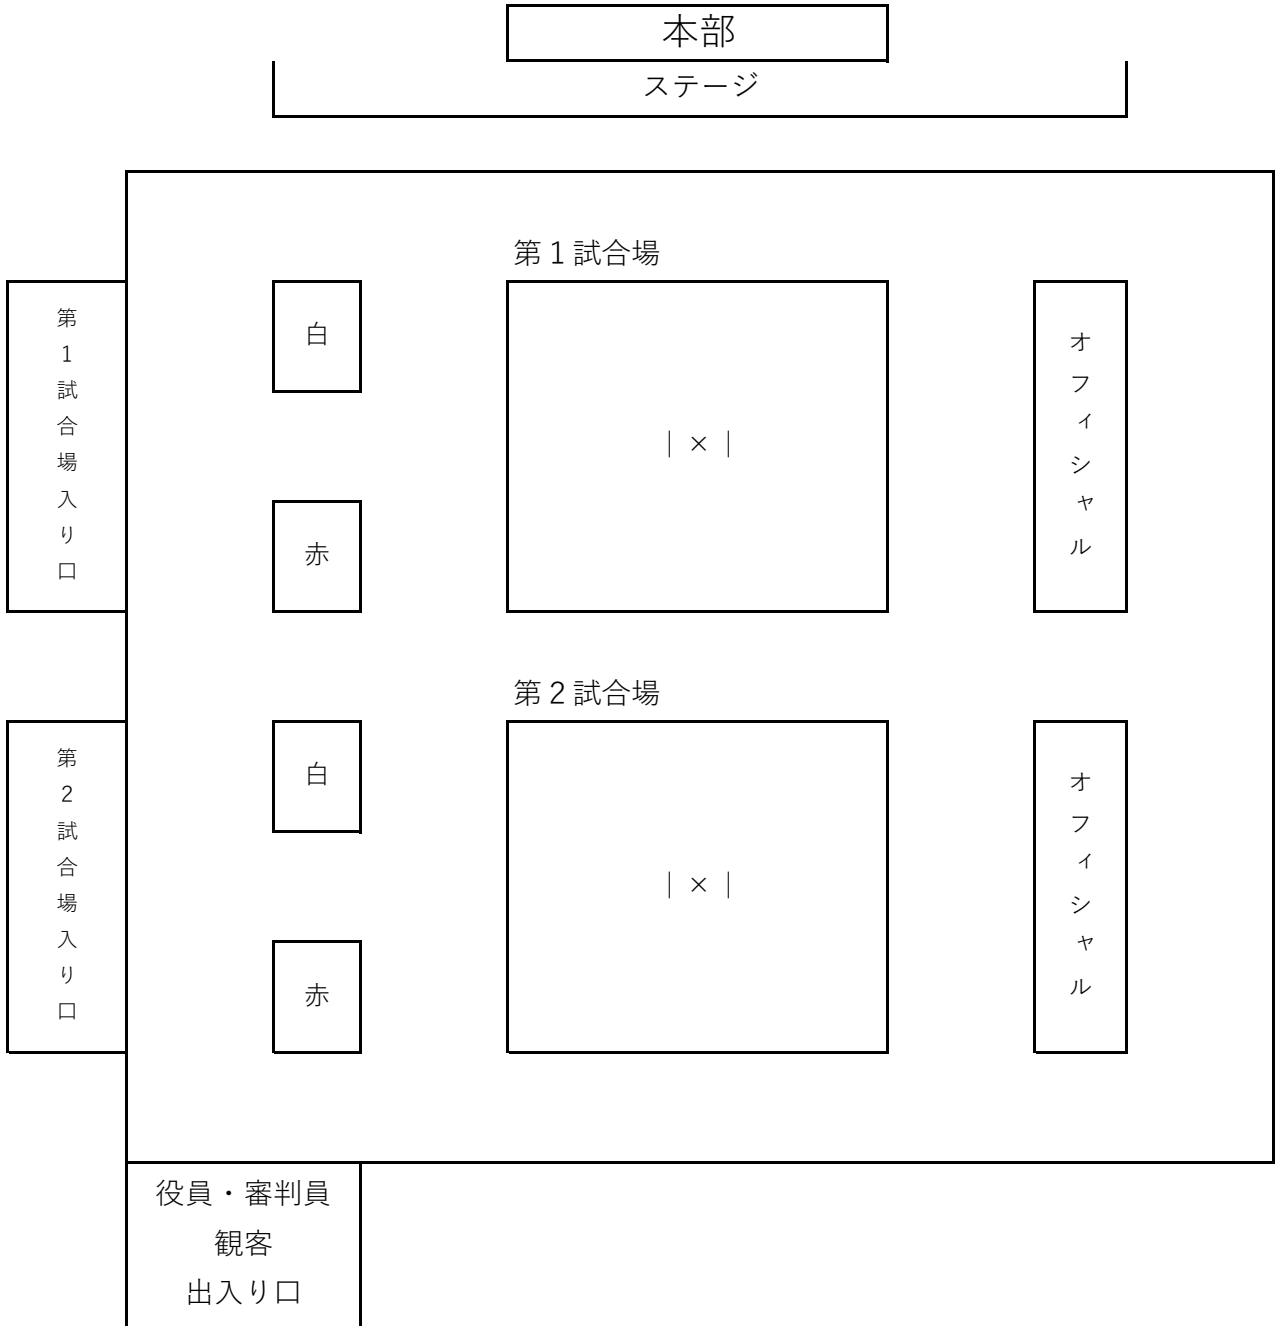 本部
ステージ
第１試合場
第１試合場入り口
白
｜×｜
オフィシャル
赤
第２試合場
第２試合場入り口
白
｜×｜
オフィシャル
赤
役員・審判員
観客
出入り口